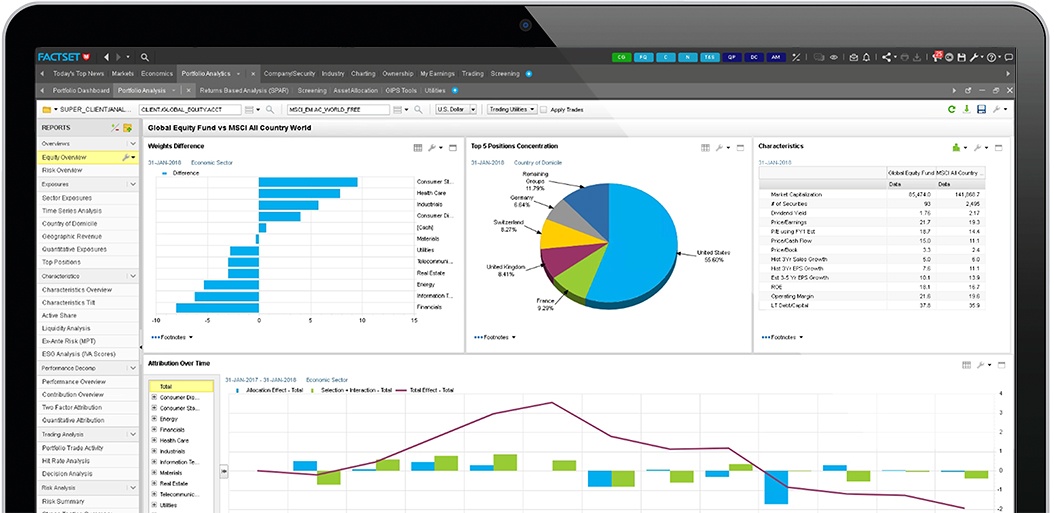 FACTSET
CG PQ C N TXS QP DC AM 25
Today's Top News Markets Economics Portfolio Analytics Company/Security Industry Charting Ownership My Earnings Trading Screening
Portfolio Dashboard Portfolio Analysis Returns Based Analysis (SPAR) Screening Asset Allocation GIPS Tools Utilities
SUPER_CLIENT/ANAL... CLIENT:/GLOBAL_EQUITY.ACCT MSCI_EM:AC_WORLD_FREE U.S. Dollar Trading Utilities Apply Trades
REPORTS
Overviews
Equity Overview
Risk Overview
Exposures
Sector Exposures
Time Series Analysis
Country of Domicile
Geographic Revenue
Quantitative Exposures
Top Positions
Characteristics
Characteristics Overview
Characteristics Tilt
Active Share
Liquidity Analysis
Ex-Ante Risk (MPT)
ESG Analysis (IVA Scores)
Performance Decomp
Performance Overview
Contribution Overview
Two Factor Attribution
Quantitative Attribution
Trading Analysis
Portfolio Trade Activity
Hit Rate Analysis
Decision Analysis
Risk Analysis
Risk Summary
Global Equity Fund vs MSCI All Country World
Weights Difference
31-JAN-2018 Economic Sector
Difference
Consumer St...
Health Care
Industrials
Consumer Di...
[Cash]
Materials
Utilities
Telecommuni...
Real Estate
Energy
Information T...
Financials
-10 -5 0 5 10 15
Footnotes
Top 5 Positions Concentration
31-JAN-2018 Country of Domicile
Remaining
Groups
11.79%
Germany
6.64%
Switzerland
8.27%
United Kingdom
8.41%
France
9.29%
United States
55.60%
Footnotes
Characteristics
31-JAN-2018
Global Equity Fund MSCI All Country ...
Data Data
Market Capitalization 85,474.0 141,868.7
# of Securities 93 2,495
Dividend Yield 1.76 2.17
Price/Earnings 21.7 19.3
P/E using FY1 Est 18.7 14.4
Price/Cash Flow 15.0 11.1
Price/Book 3.3 2.4
Hist 3Yr Sales Growth 5.0 6.0
Hist 3Yr EPS Growth 7.6 11.1
Est 3-5 Yr EPS Growth 10.1 13.9
ROE 18.1 16.7
Operating Margin 21.6 19.6
LT Debt/Capital 37.8 35.9
Footnotes
Attribution Over Time
Total
Consumer Dis...
Consumer Sta...
Energy
Financials
Health Care
Industrials
Information Te...
Materials
Real Estate
Telecommunic...
Utilities
31-JAN-2017 - 31-JAN-2018 Economic Sector
Allocation Effect - Total Selection + Interaction - Total Total Effect - Total
4
3
2
1
0
-1
-2